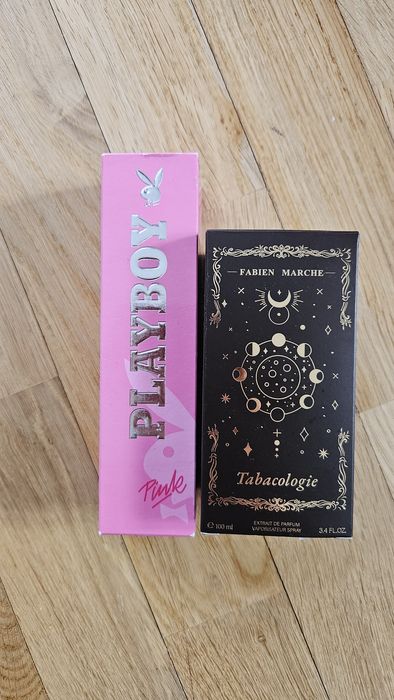 PLAYBOY
Pink
FABIEN MARCHE
Tabacologie
℮ 100 ml
EXTRAIT DE PARFUM
VAPORISATEUR SPRAY
3.4 FL.OZ.